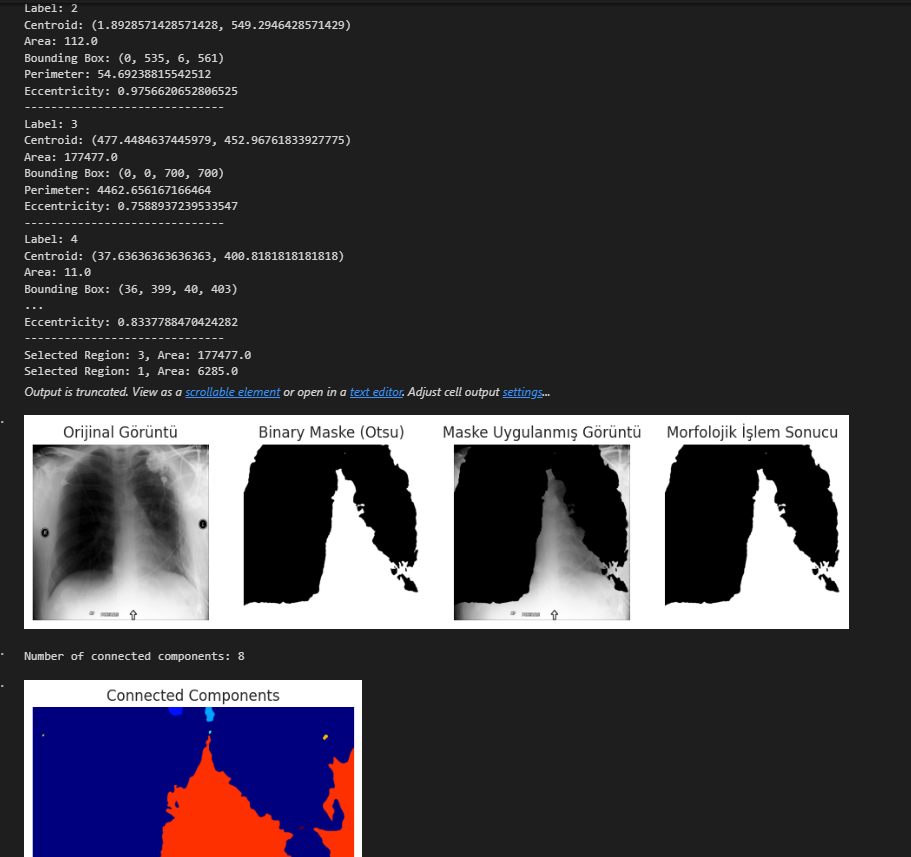 Label: 2
Centroid: (1.8928571428571428, 549.2946428571429)
Area: 112.0
Bounding Box: (0, 535, 6, 561)
Perimeter: 54.69238815542512
Eccentricity: 0.9756620652806525
------------------------------
Label: 3
Centroid: (477.4484637445979, 452.96761833927775)
Area: 177477.0
Bounding Box: (0, 0, 700, 700)
Perimeter: 4462.656167166464
Eccentricity: 0.7588937239533547
------------------------------
Label: 4
Centroid: (37.63636363636363, 400.8181818181818)
Area: 11.0
Bounding Box: (36, 399, 40, 403)
...
Eccentricity: 0.8337788470424282
------------------------------
Selected Region: 3, Area: 177477.0
Selected Region: 1, Area: 6285.0
Output is truncated. View as a scrollable element or open in a text editor. Adjust cell output settings...
Orijinal Görüntü Binary Maske (Otsu) Maske Uygulanmış Görüntü Morfolojik İşlem Sonucu
Number of connected components: 8
Connected Components